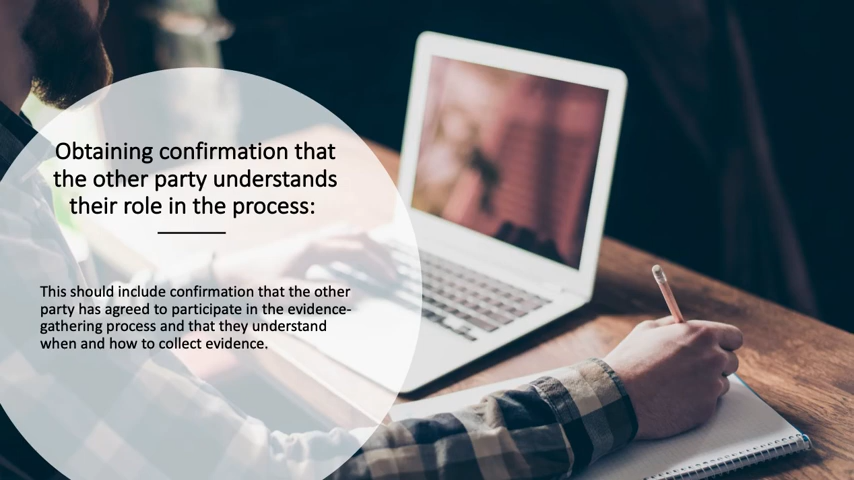 Obtaining confirmation that
the other party understands
their role in the process:
This should include confirmation that the other
party has agreed to participate in the evidence-
gathering process and that they understand
when and how to collect evidence.